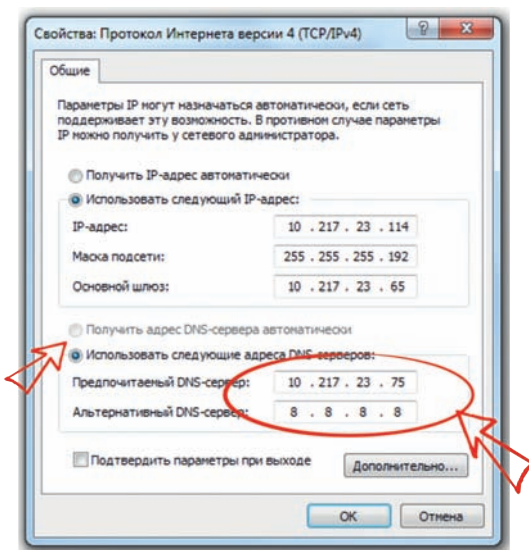 Свойства: Протокол Интернета версии 4 (TCP/IPv4)
Общие
Параметры IP могут назначаться автоматически, если сеть
поддерживает эту возможность. В противном случае параметры
IP можно получить у сетевого администратора.
Получить IP-адрес автоматически
Использовать следующий IP-адрес:
IP-адрес: 10 . 217 . 23 . 114
Маска подсети: 255 . 255 . 255 . 192
Основной шлюз: 10 . 217 . 23 . 65
Получить адрес DNS-сервера автоматически
Использовать следующие адреса DNS-серверов:
Предпочитаемый DNS-сервер: 10 . 217 . 23 . 75
Альтернативный DNS-сервер: 8 . 8 . 8 . 8
Подтвердить параметры при выходе
Дополнительно...
ОК Отмена